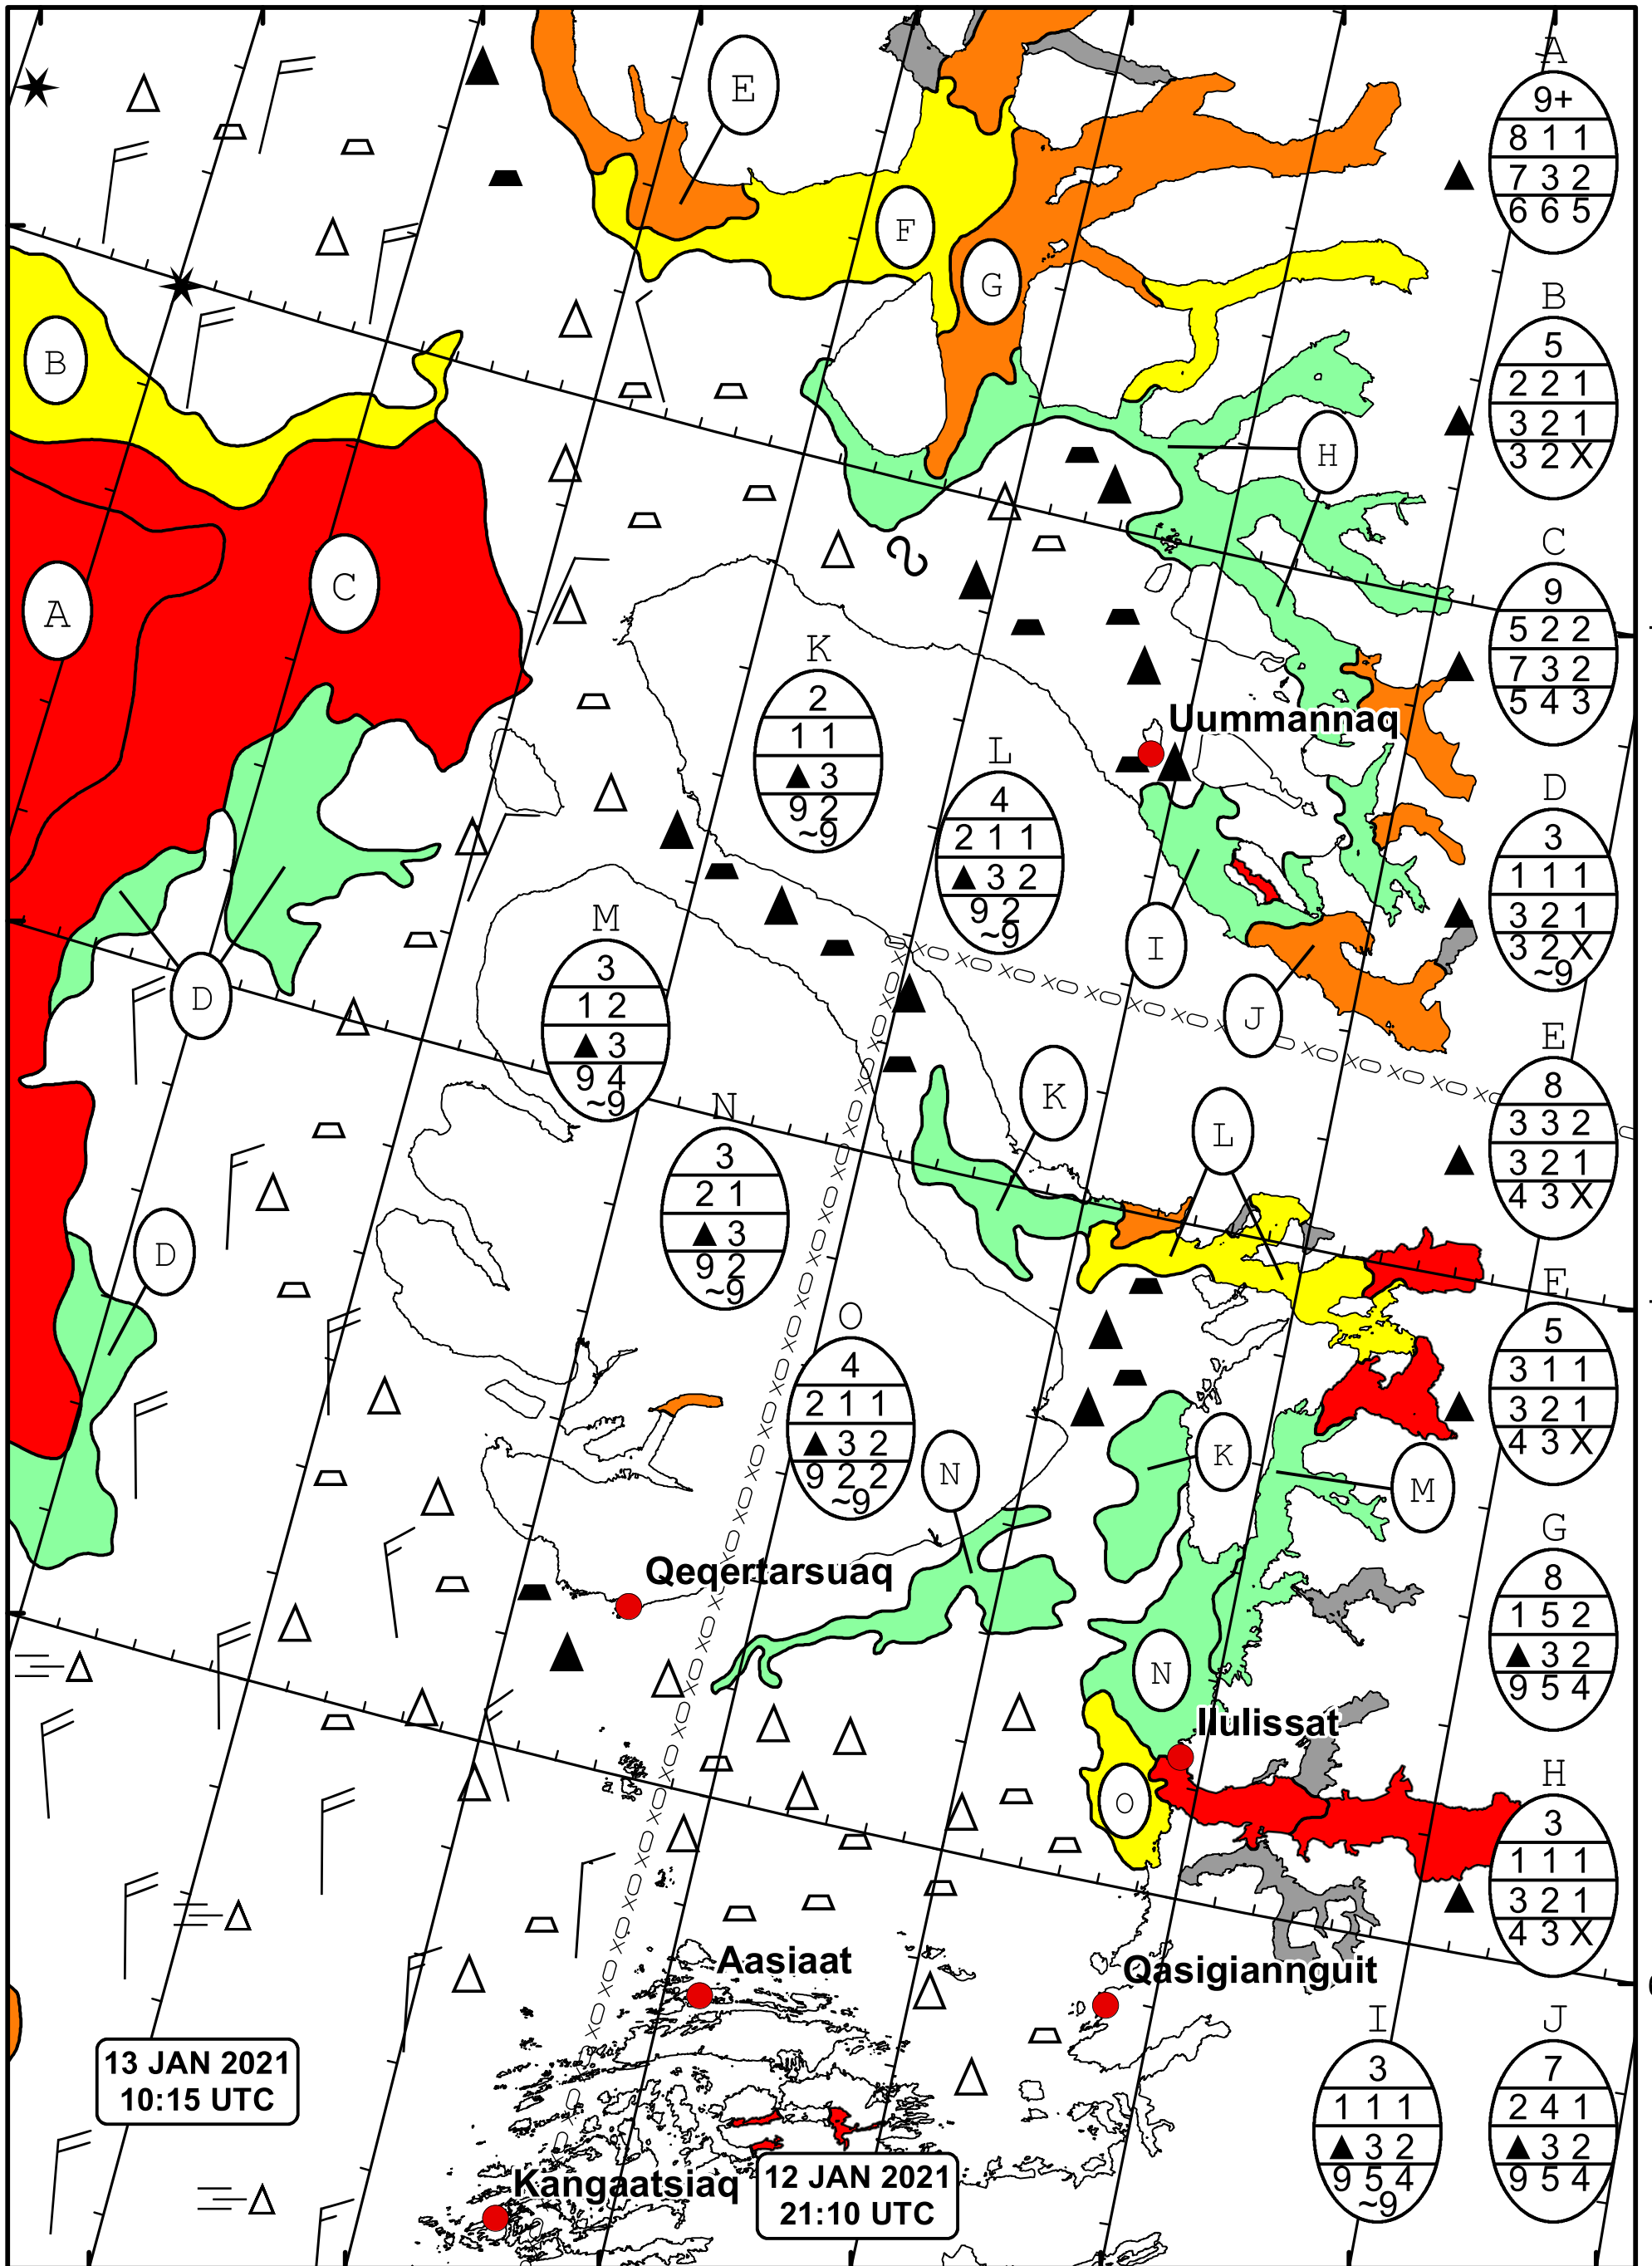 A
9+
8 1 1
7 3 2
6 6 5
E
F
G
B
B
5
2 2 1
3 2 1
3 2 X
H
C
9
5 2 2
7 3 2
5 4 3
C
A
K
2
1 1
▲ 3
9 2
~9
Uummannaq
L
4
2 1 1
▲ 3 2
9 2
~9
D
3
1 1 1
3 2 1
3 2 X
~9
M
3
1 2
▲ 3
9 4
~9
I
D
J
E
8
3 3 2
3 2 1
4 3 X
K
L
N
3
2 1
▲ 3
9 2
~9
D
F
5
3 1 1
3 2 1
4 3 X
O
4
2 1 1
▲ 3 2
9 2 2
~9
N
K
M
G
8
1 5 2
▲ 3 2
9 5 4
Qeqertarsuaq
N
Ilulissat
O
H
3
1 1 1
3 2 1
4 3 X
Aasiaat
Qasigiannguit
I
3
1 1 1
▲ 3 2
9 5 4
~9
J
7
2 4 1
▲ 3 2
9 5 4
13 JAN 2021
10:15 UTC
Kangaatsiaq
12 JAN 2021
21:10 UTC